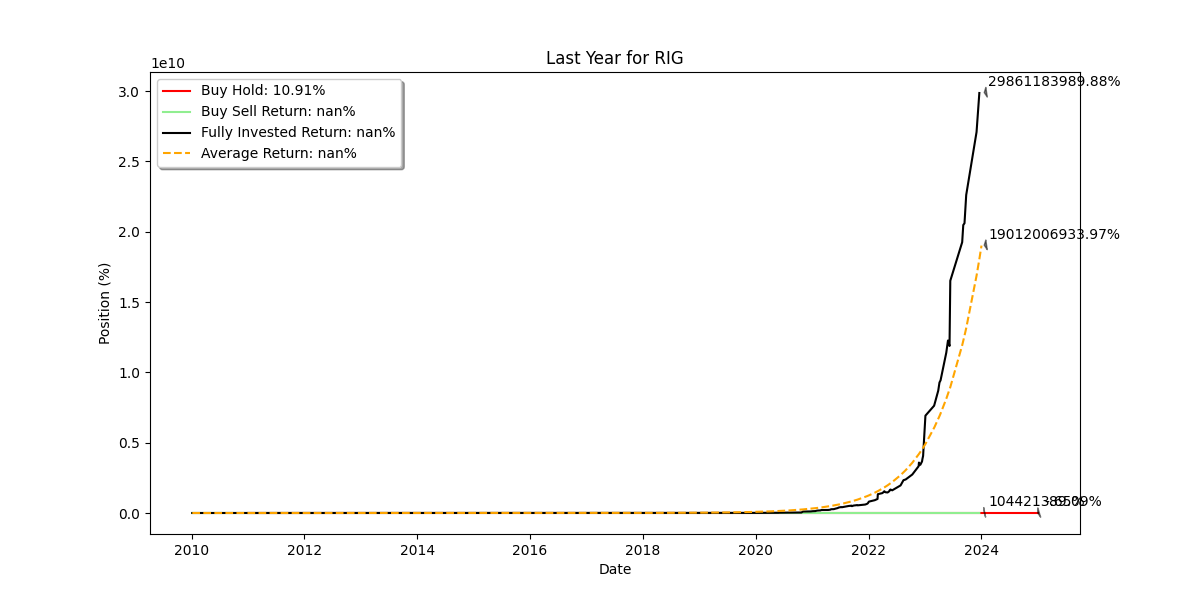 Last Year for RIG
1e10
29861183989.88%
Buy Hold: 10.91%
Buy Sell Return: nan%
Fully Invested Return: nan%
Average Return: nan%
19012006933.97%
Position (%)
3.0
2.5
2.0
1.5
1.0
0.5
0.0
2010
2012
2014
2016
2018
2020
2022
2024
Date